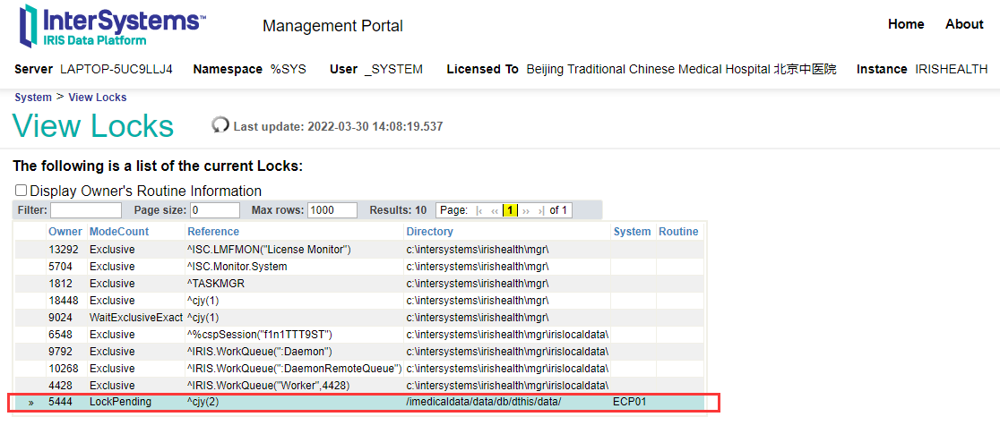 InterSystems™
IRIS Data Platform
Management Portal
Home About
Server LAPTOP-5UC9LLJ4 Namespace %SYS User _SYSTEM Licensed To Beijing Traditional Chinese Medical Hospital 北京中医院 Instance IRISHEALTH
System > View Locks
View Locks
Last update: 2022-03-30 14:08:19.537
The following is a list of the current Locks:
Display Owner's Routine Information
Filter: Page size: 0 Max rows: 1000 Results: 10 Page: |‹ ‹‹ 1 ›› ›| of 1
Owner ModeCount Reference Directory System Routine
13292 Exclusive ^ISC.LMFMON("License Monitor") c:\intersystems\irishealth\mgr\
5704 Exclusive ^ISC.Monitor.System c:\intersystems\irishealth\mgr\
1812 Exclusive ^TASKMGR c:\intersystems\irishealth\mgr\
18448 Exclusive ^cjy(1) c:\intersystems\irishealth\mgr\
9024 WaitExclusiveExact ^cjy(1) c:\intersystems\irishealth\mgr\
6548 Exclusive ^%cspSession("f1n1TTT9ST") c:\intersystems\irishealth\mgr\irislocaldata\
9792 Exclusive ^IRIS.WorkQueue(":Daemon") c:\intersystems\irishealth\mgr\irislocaldata\
10268 Exclusive ^IRIS.WorkQueue(":DaemonRemoteQueue") c:\intersystems\irishealth\mgr\irislocaldata\
4428 Exclusive ^IRIS.WorkQueue("Worker",4428) c:\intersystems\irishealth\mgr\irislocaldata\
» 5444 LockPending ^cjy(2) /imedicaldata/data/db/dthis/data/ ECP01